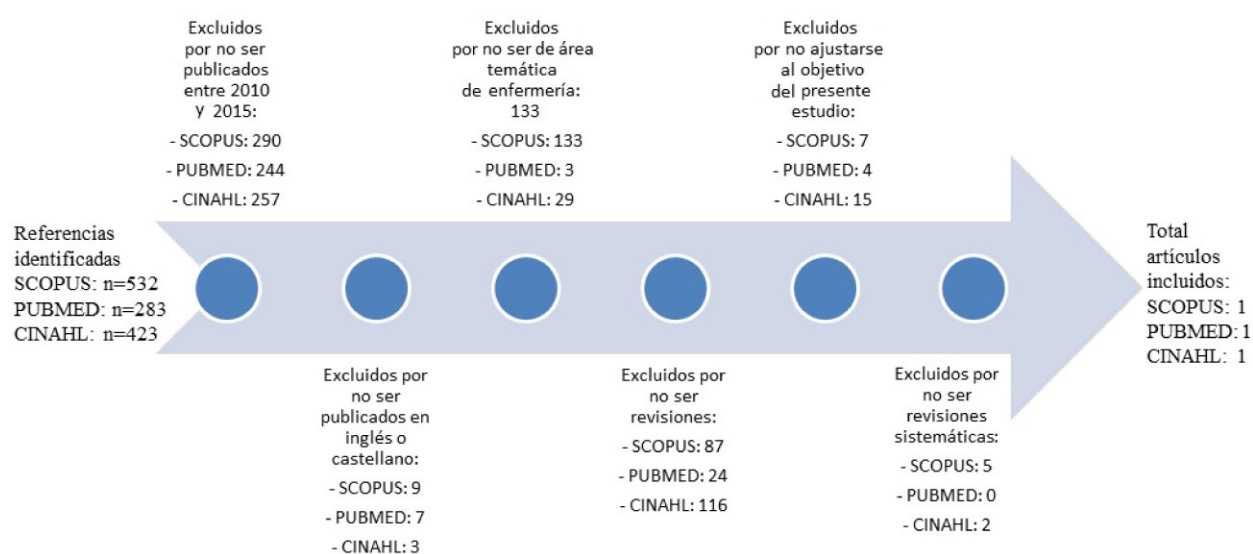 Referencias
identificadas
SCOPUS: n=532
PUBMED: n=283
CINAHL: n=423
Excluidos
por no ser
publicados
entre 2010
y 2015:
- SCOPUS: 290
- PUBMED: 244
- CINAHL: 257
Excluidos por
no ser
publicados en
inglés o
castellano:
- SCOPUS: 9
- PUBMED: 7
- CINAHL: 3
Excluidos
por no ser de área
temática
de enfermería:
133
- SCOPUS: 133
- PUBMED: 3
- CINAHL: 29
Excluidos por
no ser
revisiones:
- SCOPUS: 87
- PUBMED: 24
- CINAHL: 116
Excluidos
por no ajustarse
al objetivo
del presente
estudio:
- SCOPUS: 7
- PUBMED: 4
- CINAHL: 15
Excluidos por
no ser
revisiones
sistemáticas:
- SCOPUS: 5
- PUBMED: 0
- CINAHL: 2
Total
artículos
incluidos:
SCOPUS: 1
PUBMED: 1
CINAHL: 1